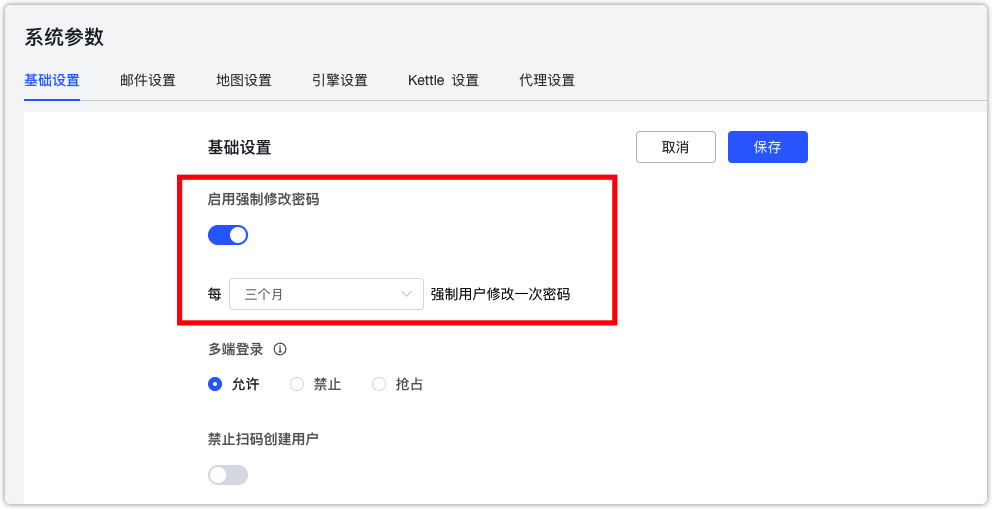 系统参数
基础设置 邮件设置 地图设置 引擎设置 Kettle 设置 代理设置
基础设置 取消 保存
启用强制修改密码
每 三个月 强制用户修改一次密码
多端登录
允许 禁止 抢占
禁止扫码创建用户